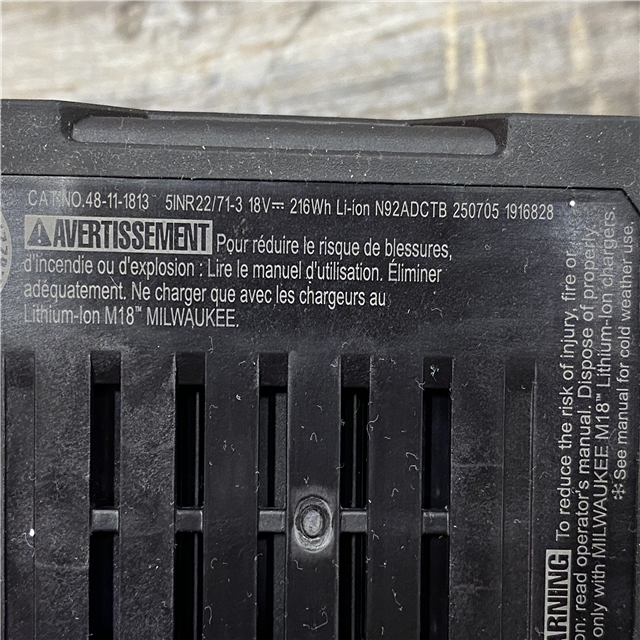 CAT.NO.48-11-1813 5INR22/71-3 18V⎓ 216Wh Li-ion N92ADCTB 250705 1916828
AVERTISSEMENT Pour réduire le risque de blessures,
d'incendie ou d'explosion : Lire le manuel d'utilisation. Éliminer
adéquatement. Ne charger que avec les chargeurs au
Lithium-Ion M18™ MILWAUKEE.
WARNING To reduce the risk of injury, fire or
on: read operator's manual. Dispose of properly.
only with MILWAUKEE M18™ Lithium-Ion chargers.
✻See manual for cold weather use.